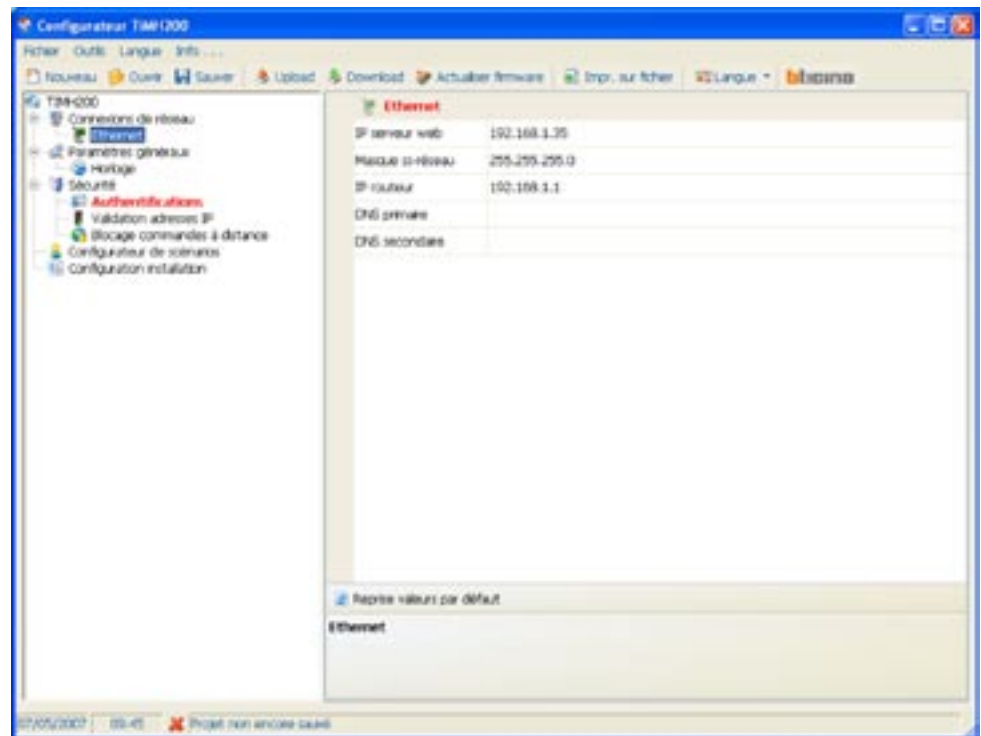 Configurateur TiMH200
Fichier Outils Langue Info ...
Nouveau Ouvrir Sauver Upload Download Actualiser firmware Impr. sur fichier Langue bticino
TiMH200
Connexions de réseau
Ethernet
Paramètres généraux
Horloge
Sécurité
Authentifications
Validation adresses IP
Blocage commandes à distance
Configurateur de scénarios
Configuration installation
Ethernet
IP serveur web 192.168.1.35
Masque ss-réseau 255.255.255.0
IP routeur 192.168.1.1
DNS primaire
DNS secondaire
Reprise valeurs par défaut
Ethernet
07/05/2007 Projet non encore sauvé